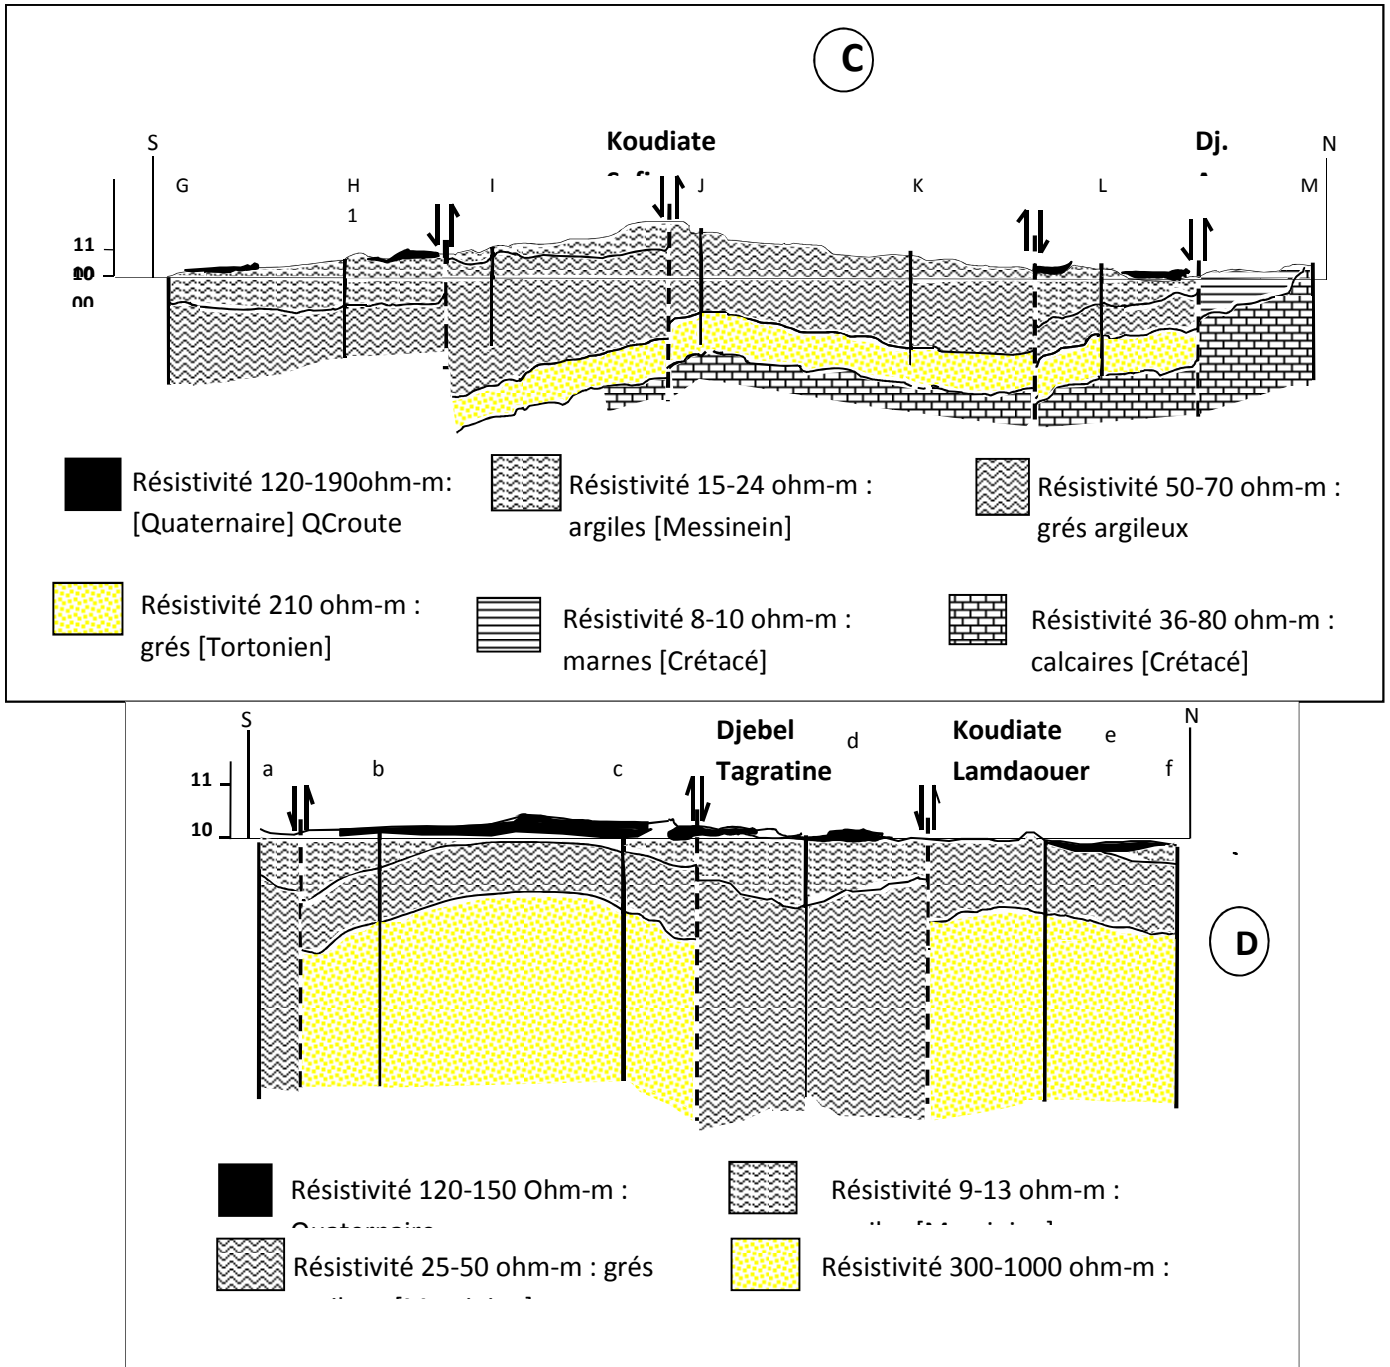 C
Koudiate
Dj.
S
N
G
H
I
J
K
L
M
1
11
10
00
Résistivité 120-190ohm-m:
[Quaternaire] QCroute
Résistivité 15-24 ohm-m :
argiles [Messinein]
Résistivité 50-70 ohm-m :
grés argileux
Résistivité 210 ohm-m :
grés [Tortonien]
Résistivité 8-10 ohm-m :
marnes [Crétacé]
Résistivité 36-80 ohm-m :
calcaires [Crétacé]
S
N
Djebel
Tagratine
Koudiate
Lamdaouer
a
b
c
d
e
f
11
10
D
Résistivité 120-150 Ohm-m :
Résistivité 9-13 ohm-m :
Résistivité 25-50 ohm-m : grés
Résistivité 300-1000 ohm-m :